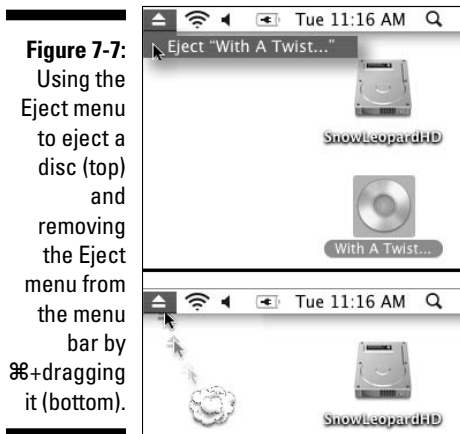 Figure 7-7:
Using the
Eject menu
to eject a
disc (top)
and
removing
the Eject
menu from
the menu
bar by
⌘+dragging
it (bottom).
Tue 11:16 AM
Eject "With A Twist..."
SnowLeopardHD
With A Twist...
Tue 11:16 AM
SnowLeopardHD